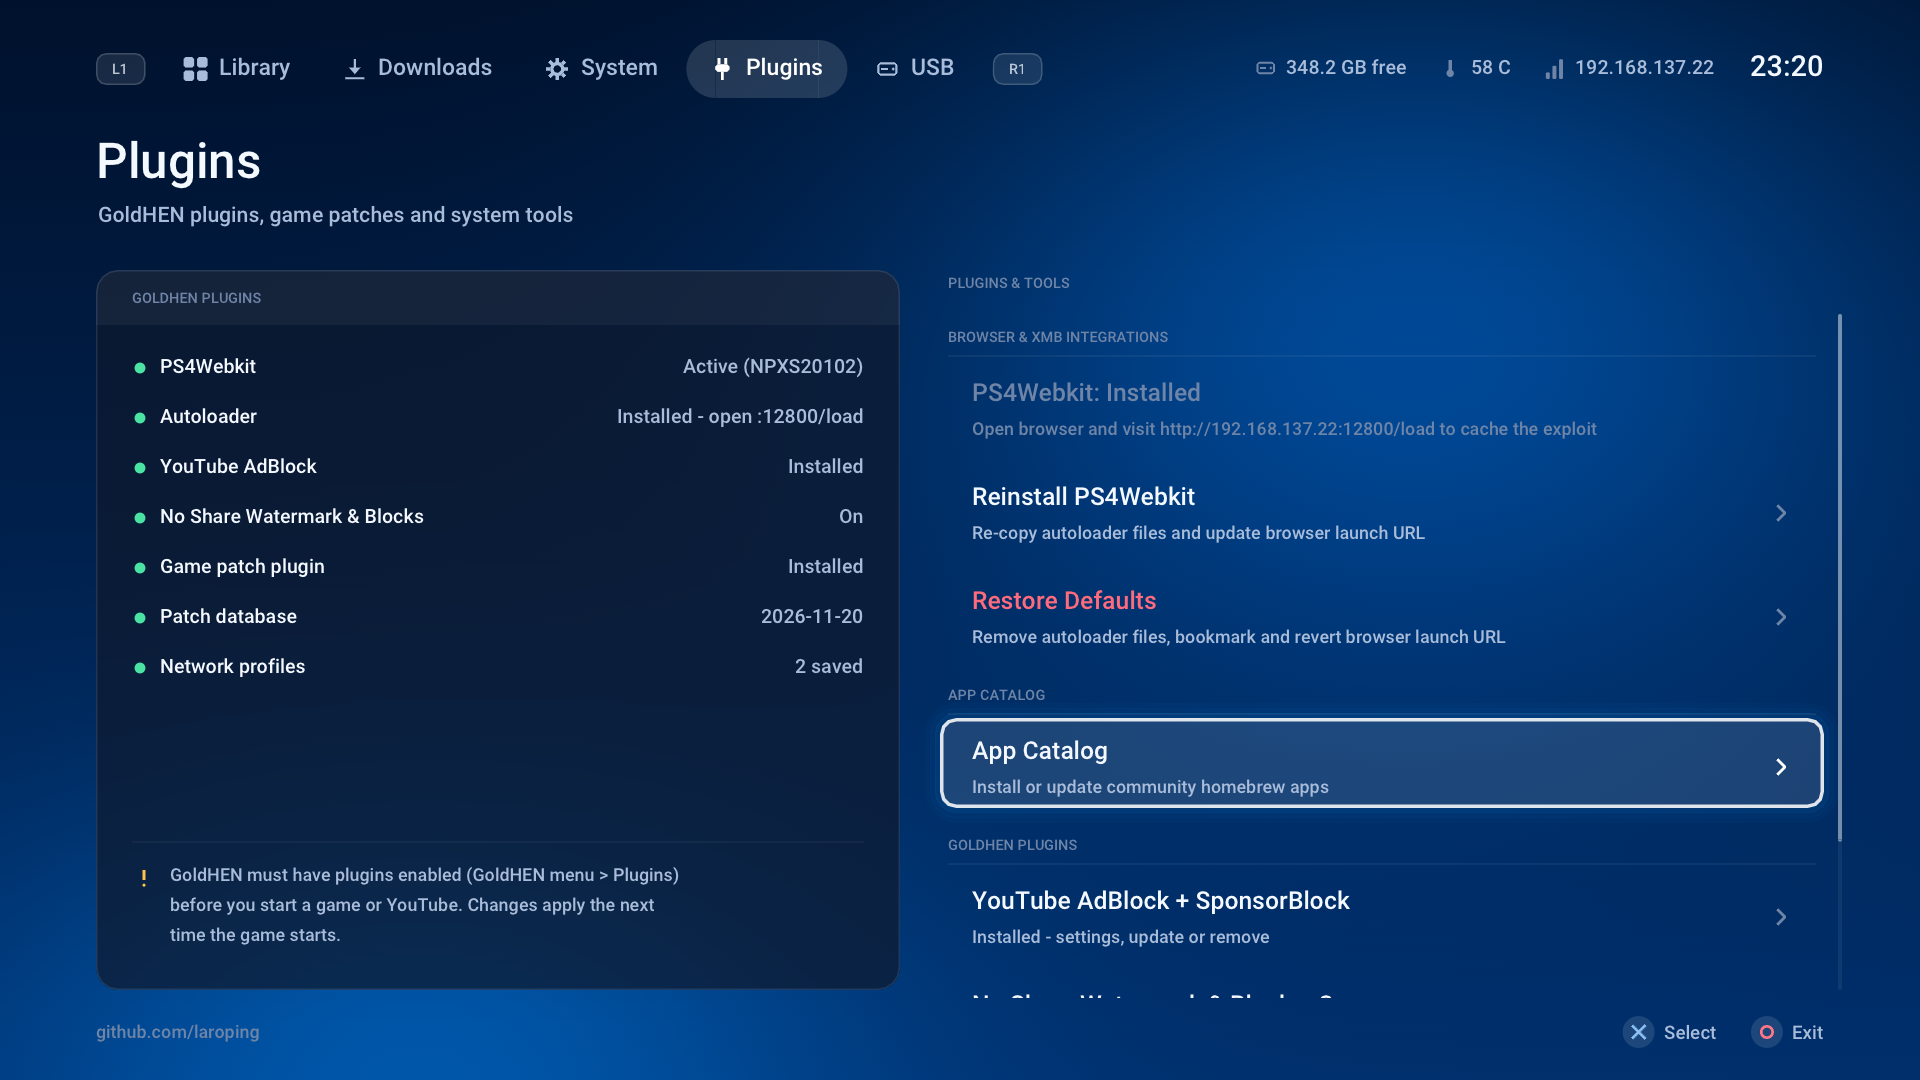 L1
Library
Downloads
System
Plugins
USB
R1
348.2 GB free
58 C
192.168.137.22
23:20
Plugins
GoldHEN plugins, game patches and system tools
GOLDHEN PLUGINS
PS4Webkit
Active (NPXS20102)
Autoloader
Installed - open :12800/load
YouTube AdBlock
Installed
No Share Watermark & Blocks
On
Game patch plugin
Installed
Patch database
2026-11-20
Network profiles
2 saved
GoldHEN must have plugins enabled (GoldHEN menu > Plugins)
before you start a game or YouTube. Changes apply the next
time the game starts.
PLUGINS & TOOLS
BROWSER & XMB INTEGRATIONS
PS4Webkit: Installed
Open browser and visit http://192.168.137.22:12800/load to cache the exploit
Reinstall PS4Webkit
Re-copy autoloader files and update browser launch URL
Restore Defaults
Remove autoloader files, bookmark and revert browser launch URL
APP CATALOG
App Catalog
Install or update community homebrew apps
GOLDHEN PLUGINS
YouTube AdBlock + SponsorBlock
Installed - settings, update or remove
github.com/laroping
Select
Exit